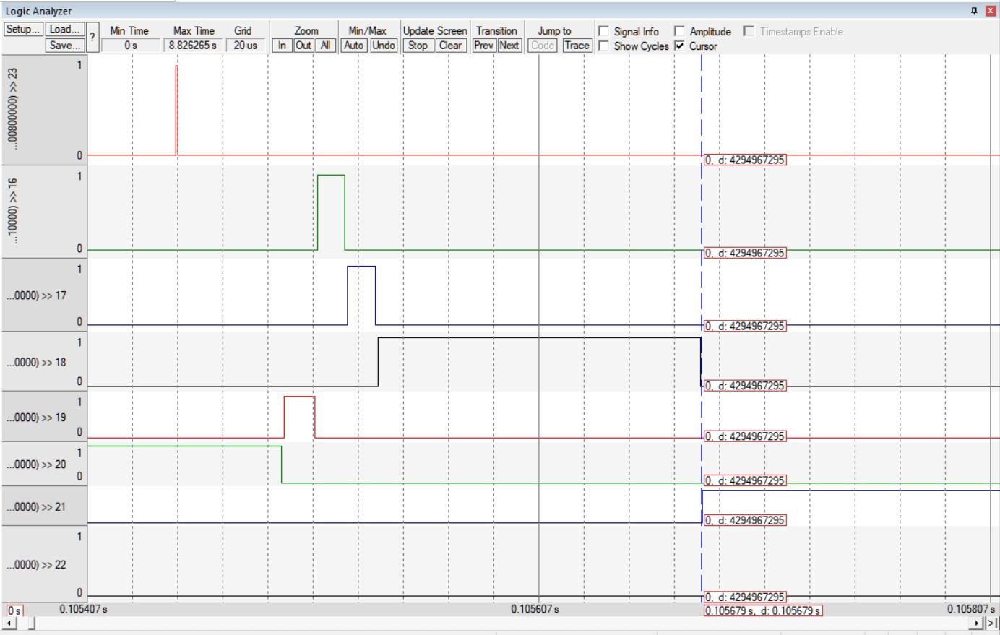 Logic Analyzer
Setup... Load... Save... ? Min Time 0 s Max Time 8.826265 s Grid 20 us Zoom In Out All Min/Max Auto Undo Update Screen Stop Clear Transition Prev Next Jump to Code Trace Signal Info Show Cycles Amplitude Cursor Timestamps Enable
...00800000) >> 23
1
0
0, d: 4294967295
...10000) >> 16
1
0
0, d: 4294967295
...0000) >> 17
1
0
0, d: 4294967295
...0000) >> 18
1
0
0, d: 4294967295
...0000) >> 19
1
0
0, d: 4294967295
...0000) >> 20
1
0
0, d: 4294967295
...0000) >> 21
0, d: 4294967295
...0000) >> 22
1
0
0, d: 4294967295
0 s 0.105407 s 0.105607 s 0.105679 s, d: 0.105679 s 0.105807 s